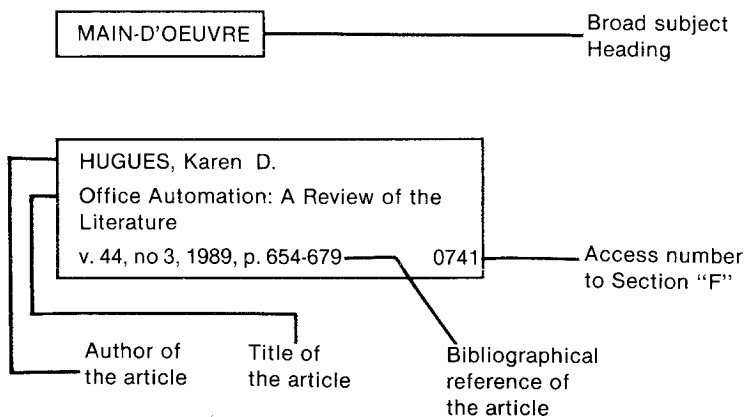 MAIN-D'OEUVRE
Broad subject
Heading
HUGUES, Karen D.
Office Automation: A Review of the
Literature
v. 44, no 3, 1989, p. 654-679
0741
Access number
to Section "F"
Author of
the article
Title of
the article
Bibliographical
reference of
the article